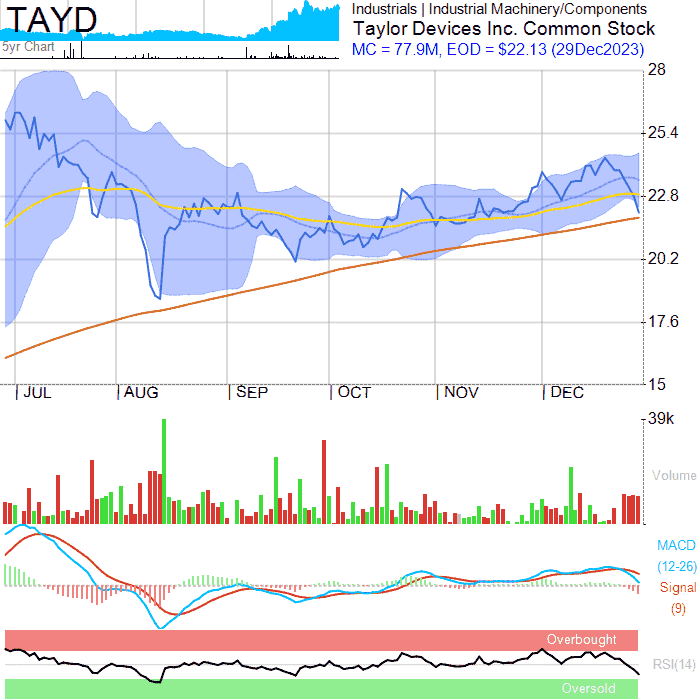 TAYD
5yr Chart
Industrials | Industrial Machinery/Components
Taylor Devices Inc. Common Stock
MC = 77.9M, EOD = $22.13 (29Dec2023)
28
25.4
22.8
20.2
17.6
15
JUL AUG SEP OCT NOV DEC
39k
Volume
MACD
(12-26)
Signal
(9)
Overbought
RSI(14)
Oversold